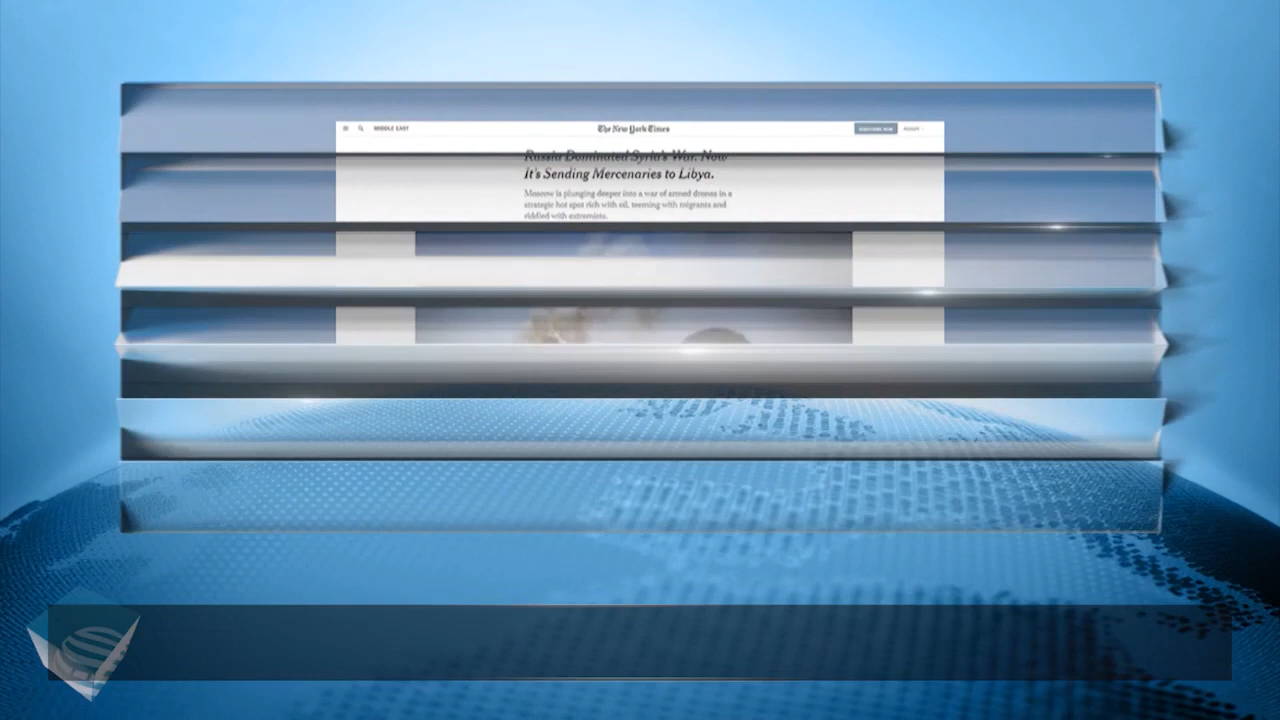 MIDDLE EAST
The New York Times
SUBSCRIBE NOW
Russia Dominated Syria's War. Now
It's Sending Mercenaries to Libya.
Moscow is plunging deeper into a war of armed drones in a
strategic hot spot rich with oil, teeming with migrants and
riddled with extremists.